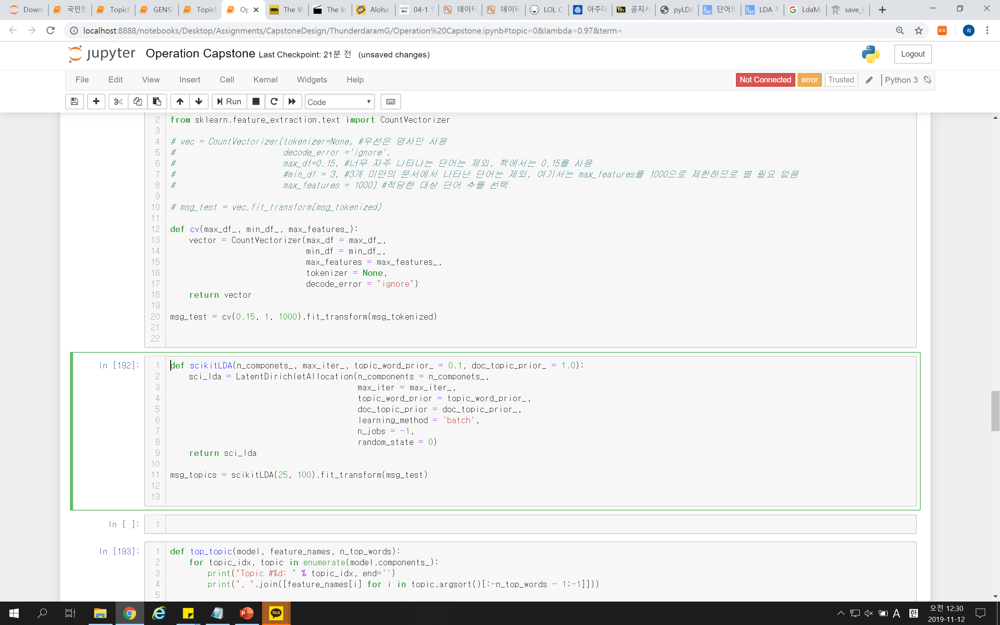 Down
국민청
Topic
GENS
Topic
Op
The W
The In
Aloha
04-1
데이터
데이터
LOL C
아주대
공지사
pyLDA
단어의
LDA
LdaMo
save_h
localhost:8888/notebooks/Desktop/Assignments/CapstoneDesign/ThunderdaramG/Operation%20Capstone.ipynb#topic=0&lambda=0.97&term=
EX
희
jupyter Operation Capstone Last Checkpoint: 21분 전 (unsaved changes)
Logout
File Edit View Insert Cell Kernel Widgets Help
Not Connected error Trusted Python 3
Run Code
2 from sklearn.feature_extraction.text import CountVectorizer
3
4 # vec = CountVectorizer(tokenizer=None, #우선은 명사만 사용
5 # decode_error ='ignore',
6 # max_df=0.15, #너무 자주 나타나는 단어는 제외, 책에서는 0.15를 사용
7 # #min_df = 3, #3개 미만의 문서에서 나타난 단어는 제외, 여기서는 max_features를 1000으로 제한하므로 별 필요 없음
8 # max_features = 1000) #적당한 대상 단어 수를 선택
9
10 # msg_test = vec.fit_transform(msg_tokenized)
11
12 def cv(max_df_, min_df_, max_features_):
13 vector = CountVectorizer(max_df = max_df_,
14 min_df = min_df_,
15 max_features = max_features_,
16 tokenizer = None,
17 decode_error = "ignore")
18 return vector
19
20 msg_test = cv(0.15, 1, 1000).fit_transform(msg_tokenized)
21
22
In [192]:
1 def scikitLDA(n_componets_, max_iter_, topic_word_prior_ = 0.1, doc_topic_prior_ = 1.0):
2 sci_lda = LatentDirichletAllocation(n_components = n_componets_,
3 max_iter = max_iter_,
4 topic_word_prior = topic_word_prior_,
5 doc_topic_prior = doc_topic_prior_,
6 learning_method = 'batch',
7 n_jobs = -1,
8 random_state = 0)
9 return sci_lda
10
11 msg_topics = scikitLDA(25, 100).fit_transform(msg_test)
12
13
In [ ]:
1
In [193]:
1 def top_topic(model, feature_names, n_top_words):
2 for topic_idx, topic in enumerate(model.components_):
3 print("Topic #%d: " % topic_idx, end='')
4 print(", ".join([feature_names[i] for i in topic.argsort()[:-n_top_words - 1:-1]]))
5
TALK
A 한
오전 12:30
2019-11-12